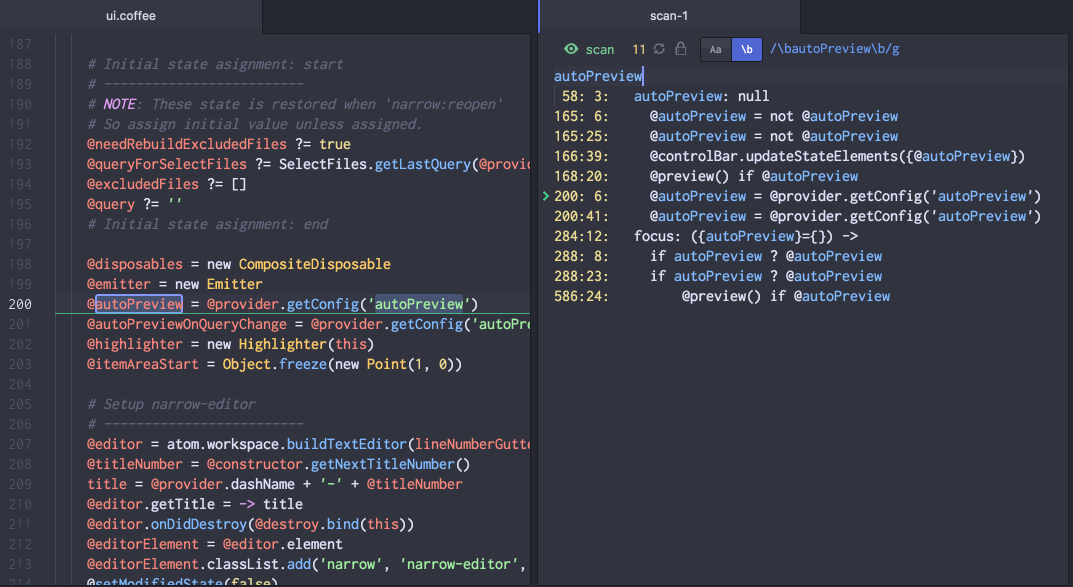 ui.coffee
187
188 # Initial state asignment: start
189 # -------------------------
190 # NOTE: These state is restored when `narrow:reopen`
191 # So assign initial value unless assigned.
192 @needRebuildExcludedFiles ?= true
193 @queryForSelectFiles ?= SelectFiles.getLastQuery(@provid
194 @excludedFiles ?= []
195 @query ?= ''
196 # Initial state asignment: end
197
198 @disposables = new CompositeDisposable
199 @emitter = new Emitter
200 @autoPreview = @provider.getConfig('autoPreview')
201 @autoPreviewOnQueryChange = @provider.getConfig('autoPre
202 @highlighter = new Highlighter(this)
203 @itemAreaStart = Object.freeze(new Point(1, 0))
204
205 # Setup narrow-editor
206 # -------------------------
207 @editor = atom.workspace.buildTextEditor(lineNumberGutte
208 @titleNumber = @constructor.getNextTitleNumber()
209 title = @provider.dashName + '-' + @titleNumber
210 @editor.getTitle = -> title
211 @editor.onDidDestroy(@destroy.bind(this))
212 @editorElement = @editor.element
213 @editorElement.classList.add('narrow', 'narrow-editor',
214 @setModifiedState(false)
scan-1
scan 11 Aa \b /\bautoPreview\b/g
autoPreview
58: 3: autoPreview: null
165: 6: @autoPreview = not @autoPreview
165:25: @autoPreview = not @autoPreview
166:39: @controlBar.updateStateElements({@autoPreview})
168:20: @preview() if @autoPreview
200: 6: @autoPreview = @provider.getConfig('autoPreview')
200:41: @autoPreview = @provider.getConfig('autoPreview')
284:12: focus: ({autoPreview}={}) ->
288: 8: if autoPreview ? @autoPreview
288:23: if autoPreview ? @autoPreview
586:24: @preview() if @autoPreview